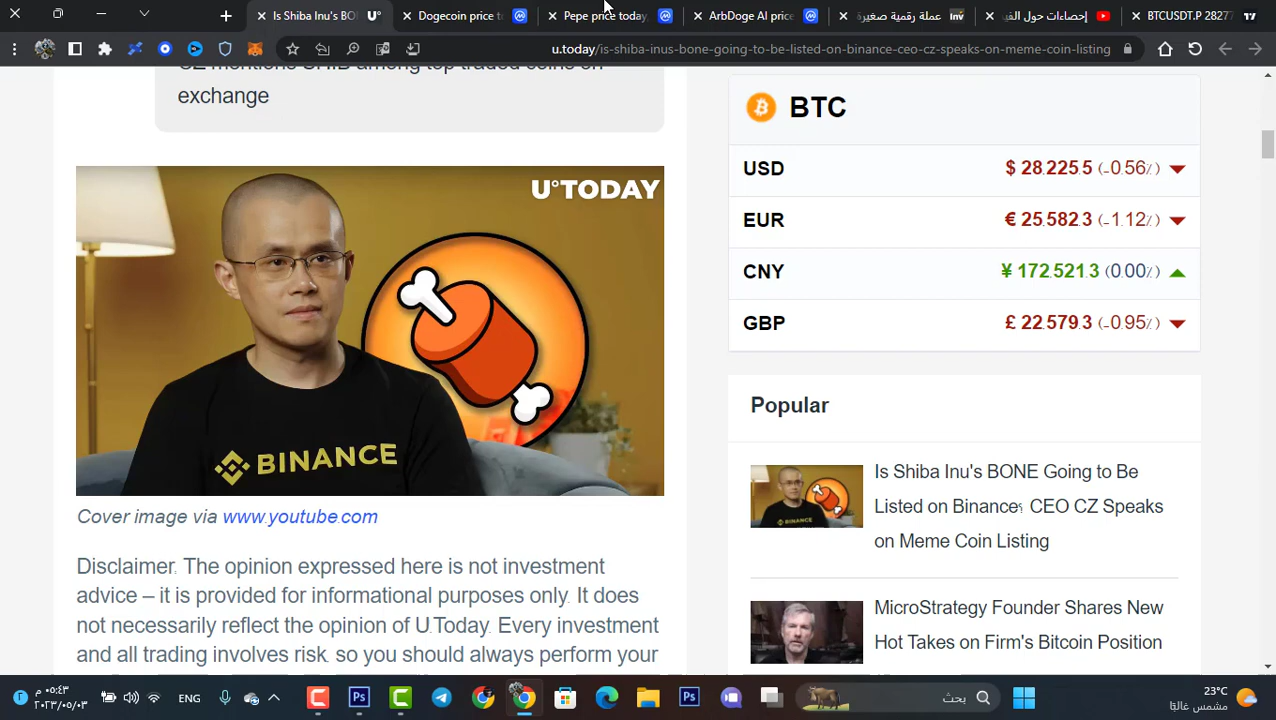 Is Shiba Inu's BO
Dogecoin price to
Pepe price today,
ArbDoge AI price
عملة رقمية صغيرة
إحصاءات حول الف
BTCUSDT.P 2827
u.today/is-shiba-inus-bone-going-to-be-listed-on-binance-ceo-cz-speaks-on-meme-coin-listing
exchange
U°TODAY
BINANCE
Cover image via www.youtube.com
Disclaimer: The opinion expressed here is not investment
advice – it is provided for informational purposes only. It does
not necessarily reflect the opinion of U.Today. Every investment
and all trading involves risk, so you should always perform your
BTC
USD $ 28,225.5 (-0.56٪)
EUR € 25,582.3 (-1.12٪)
CNY ¥ 172,521.3 (0.00٪)
GBP £ 22,579.3 (-0.95٪)
Popular
Is Shiba Inu's BONE Going to Be
Listed on Binance؟ CEO CZ Speaks
on Meme Coin Listing
MicroStrategy Founder Shares New
Hot Takes on Firm's Bitcoin Position
٠٥:٤٣ م
ENG
بحث
23°C
مشمس غالبًا